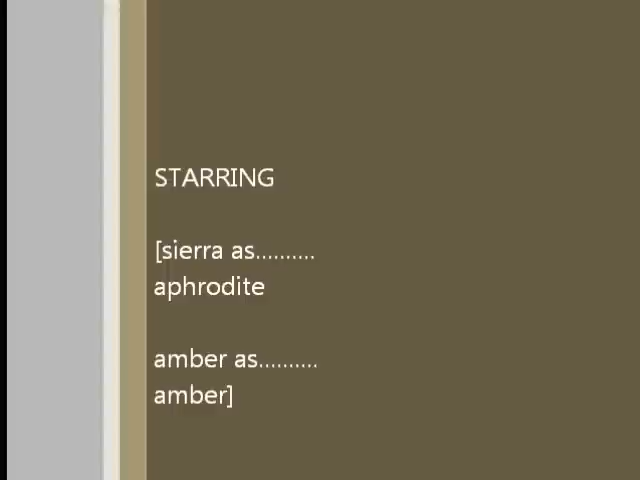 STARRING
[sierra as..........
aphrodite
amber as..........
amber]